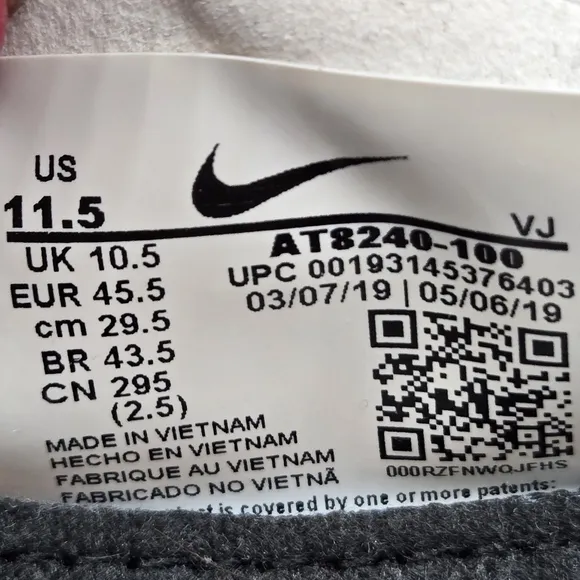 US
11.5
VJ
UK 10.5
AT8240-100
EUR 45.5
UPC 00193145376403
cm 29.5
03/07/19 | 05/06/19
BR 43.5
CN 295
(2.5)
MADE IN VIETNAM
HECHO EN VIETNAM
FABRIQUE AU VIETNAM
FABRICADO NO VIETNÃ
000RZFNWQJFHS
is covered by one or more patents: